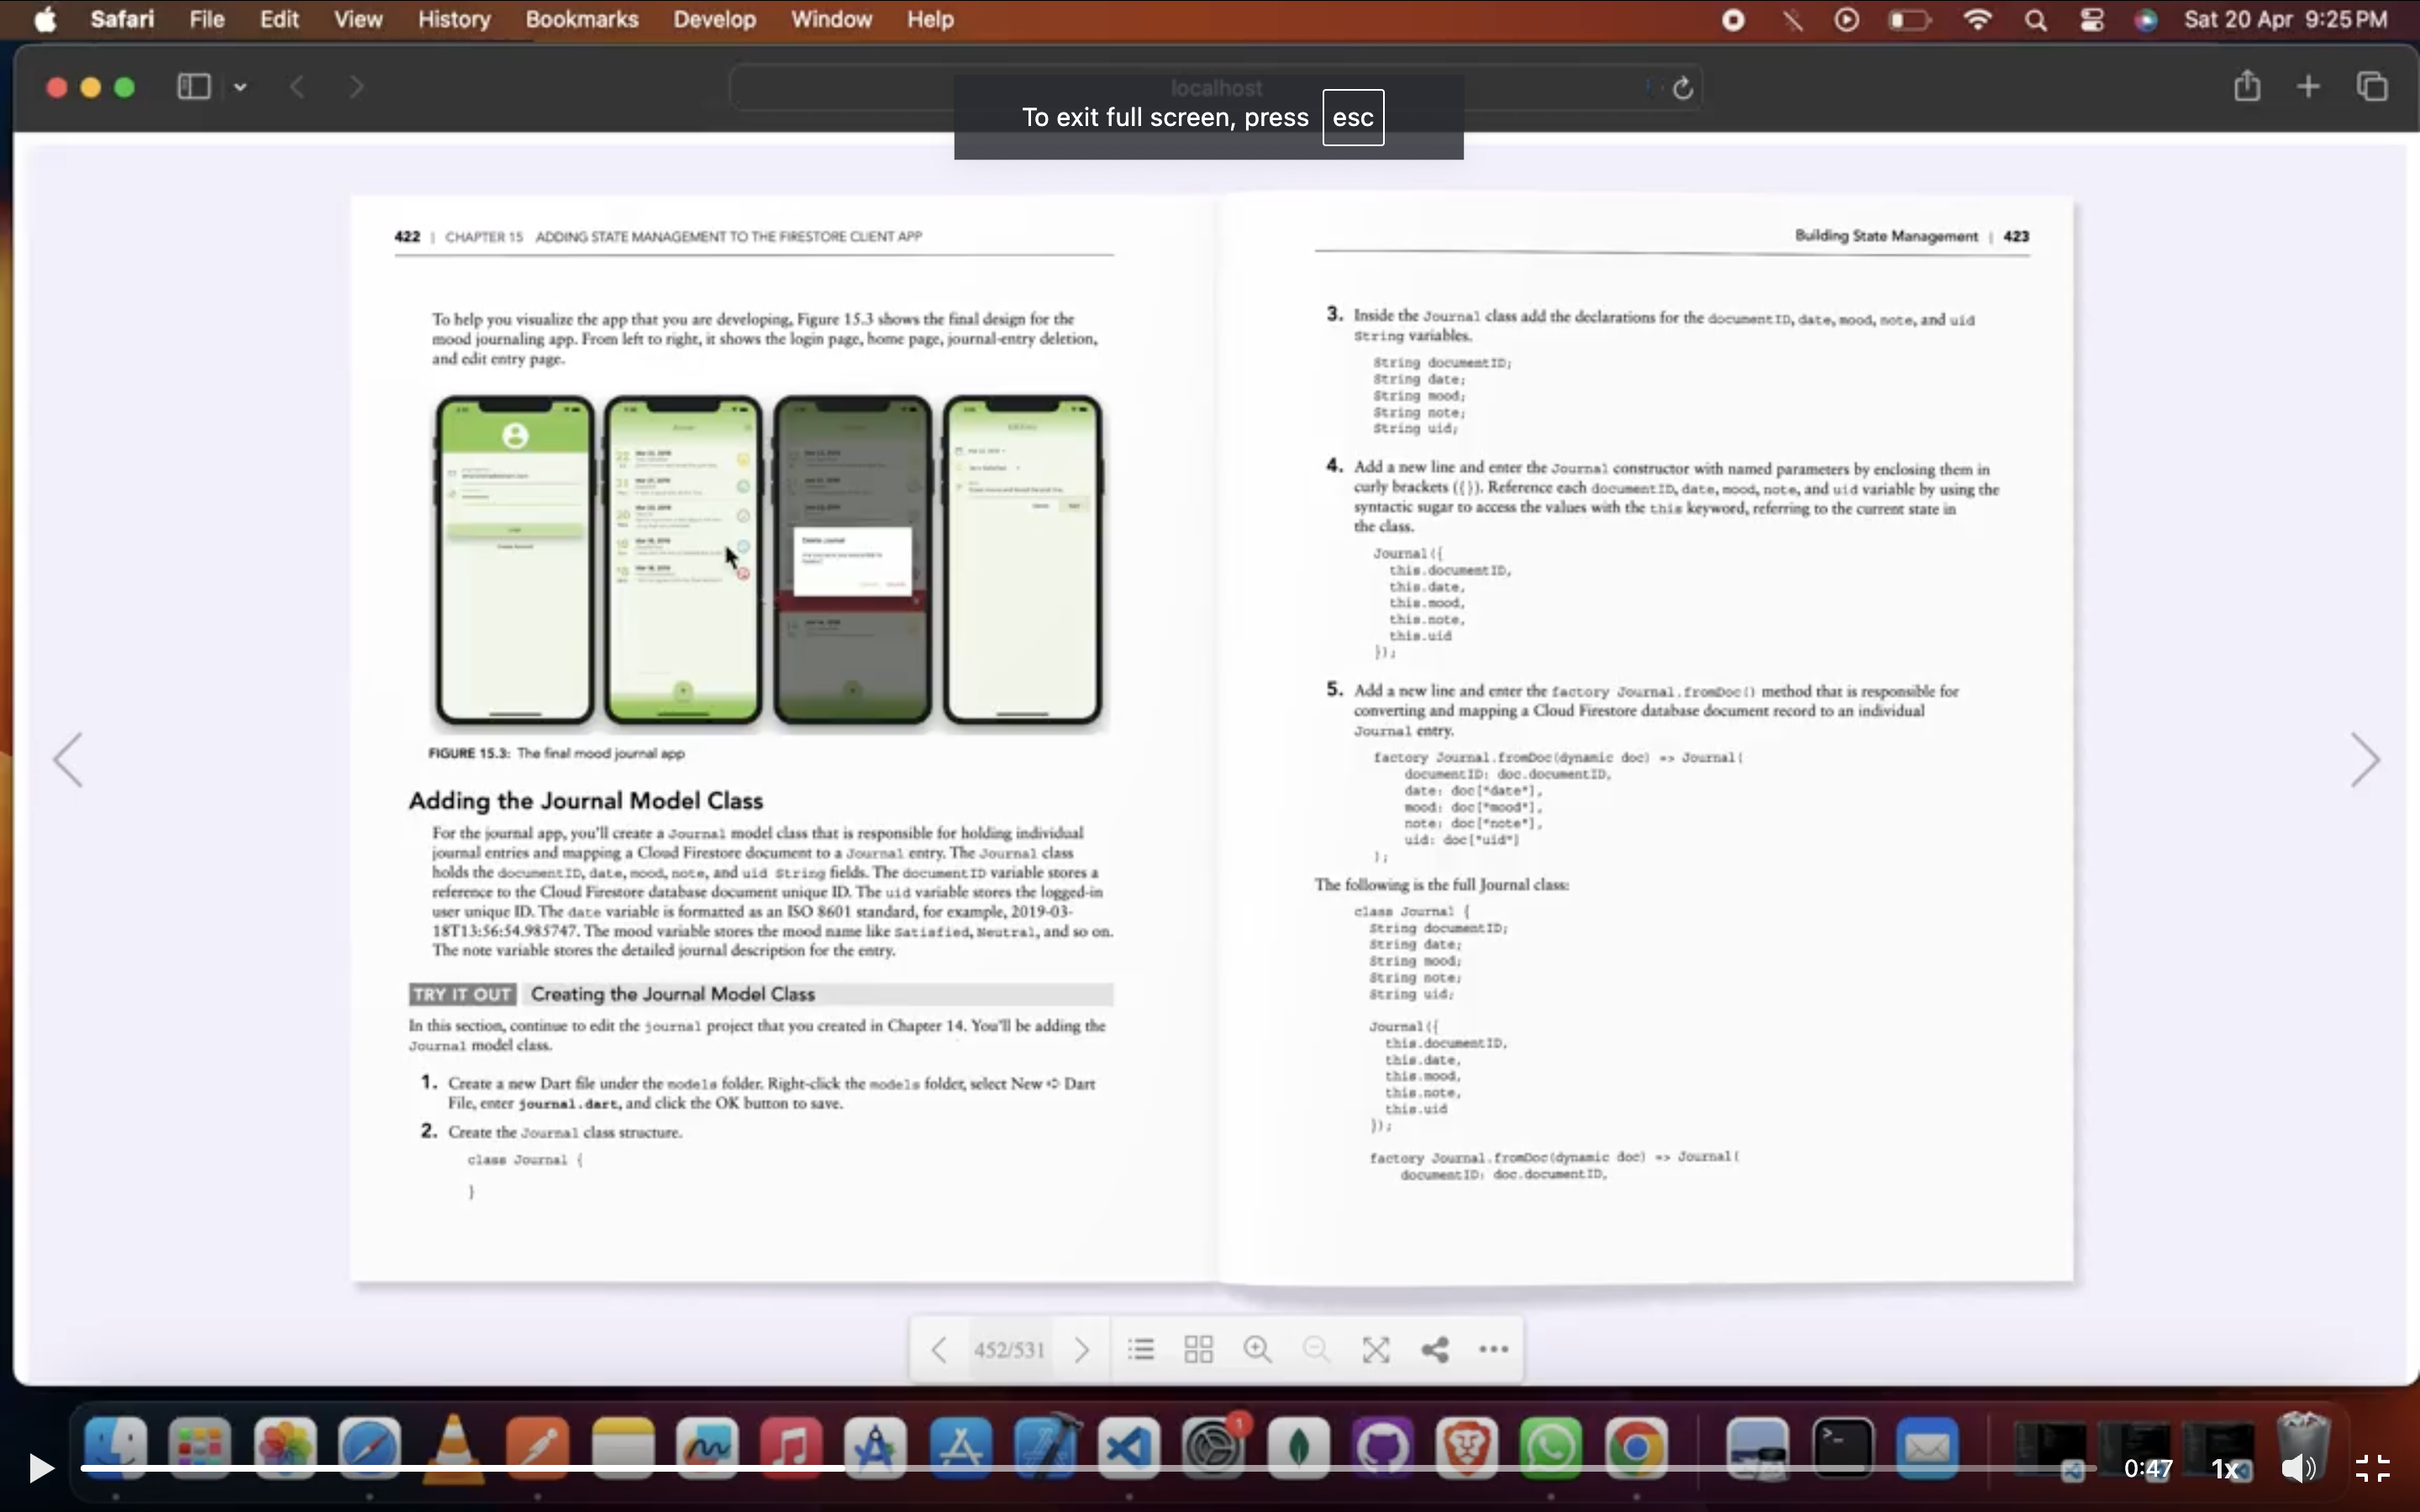 Safari File Edit View History Bookmarks Develop Window Help
Sat 20 Apr 9:25 PM
localhost
To exit full screen, press esc
422 | CHAPTER 15 ADDING STATE MANAGEMENT TO THE FIRESTORE CLIENT APP
To help you visualize the app that you are developing, Figure 15.3 shows the final design for the
mood journaling app. From left to right, it shows the login page, home page, journal-entry deletion,
and edit entry page.
Delete Journal
FIGURE 15.3: The final mood journal app
Adding the Journal Model Class
For the journal app, you'll create a Journal model class that is responsible for holding individual
journal entries and mapping a Cloud Firestore document to a Journal entry. The Journal class
holds the documentID, date, mood, note, and uid String fields. The documentID variable stores a
reference to the Cloud Firestore database document unique ID. The uid variable stores the logged-in
user unique ID. The date variable is formatted as an ISO 8601 standard, for example, 2019-03-
18T13:56:54.985747. The mood variable stores the mood name like Satisfied, Neutral, and so on.
The note variable stores the detailed journal description for the entry.
TRY IT OUT Creating the Journal Model Class
In this section, continue to edit the journal project that you created in Chapter 14. You'll be adding the
Journal model class.
1. Create a new Dart file under the models folder. Right-click the models folder, select New ➪ Dart
File, enter journal.dart, and click the OK button to save.
2. Create the Journal class structure.
class Journal {
}
Building State Management | 423
3. Inside the Journal class add the declarations for the documentID, date, mood, note, and uid
String variables.
String documentID;
String date;
String mood;
String note;
String uid;
4. Add a new line and enter the Journal constructor with named parameters by enclosing them in
curly brackets ({}). Reference each documentID, date, mood, note, and uid variable by using the
syntactic sugar to access the values with the this keyword, referring to the current state in
the class.
Journal({
this.documentID,
this.date,
this.mood,
this.note,
this.uid
});
5. Add a new line and enter the factory Journal.fromDoc() method that is responsible for
converting and mapping a Cloud Firestore database document record to an individual
Journal entry.
factory Journal.fromDoc(dynamic doc) => Journal(
documentID: doc.documentID,
date: doc["date"],
mood: doc["mood"],
note: doc["note"],
uid: doc["uid"]
);
The following is the full Journal class:
class Journal {
String documentID;
String date;
String mood;
String note;
String uid;
Journal({
this.documentID,
this.date,
this.mood,
this.note,
this.uid
});
factory Journal.fromDoc(dynamic doc) => Journal(
documentID: doc.documentID,
452/531
1
0:47
1x